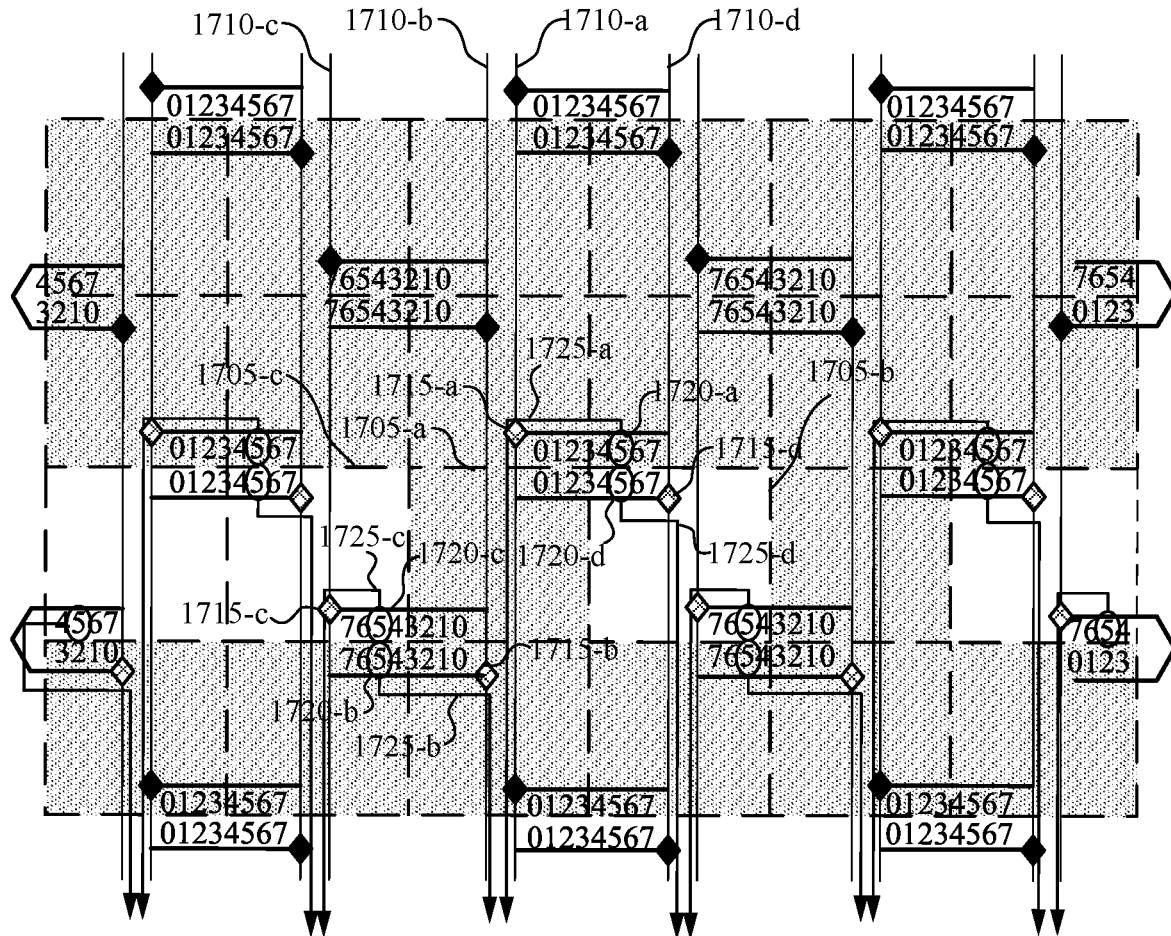 1710-c 1710-b 1710-a 1710-d
01234567 01234567 01234567
01234567 01234567 01234567
4567 76543210 76543210 7654
3210 76543210 76543210 0123
1725-a
1705-c 1715-a 1720-a 1705-b
1705-a
01234567 01234567 01234567
1715-d
01234567 01234567 01234567
1725-c 1720-c 1720-d 1725-d
1715-c
4567 76543210 76543210 7654
3210 76543210 1715-b 76543210 0123
1720-b
1725-b
01234567 01234567 01234567
01234567 01234567 01234567